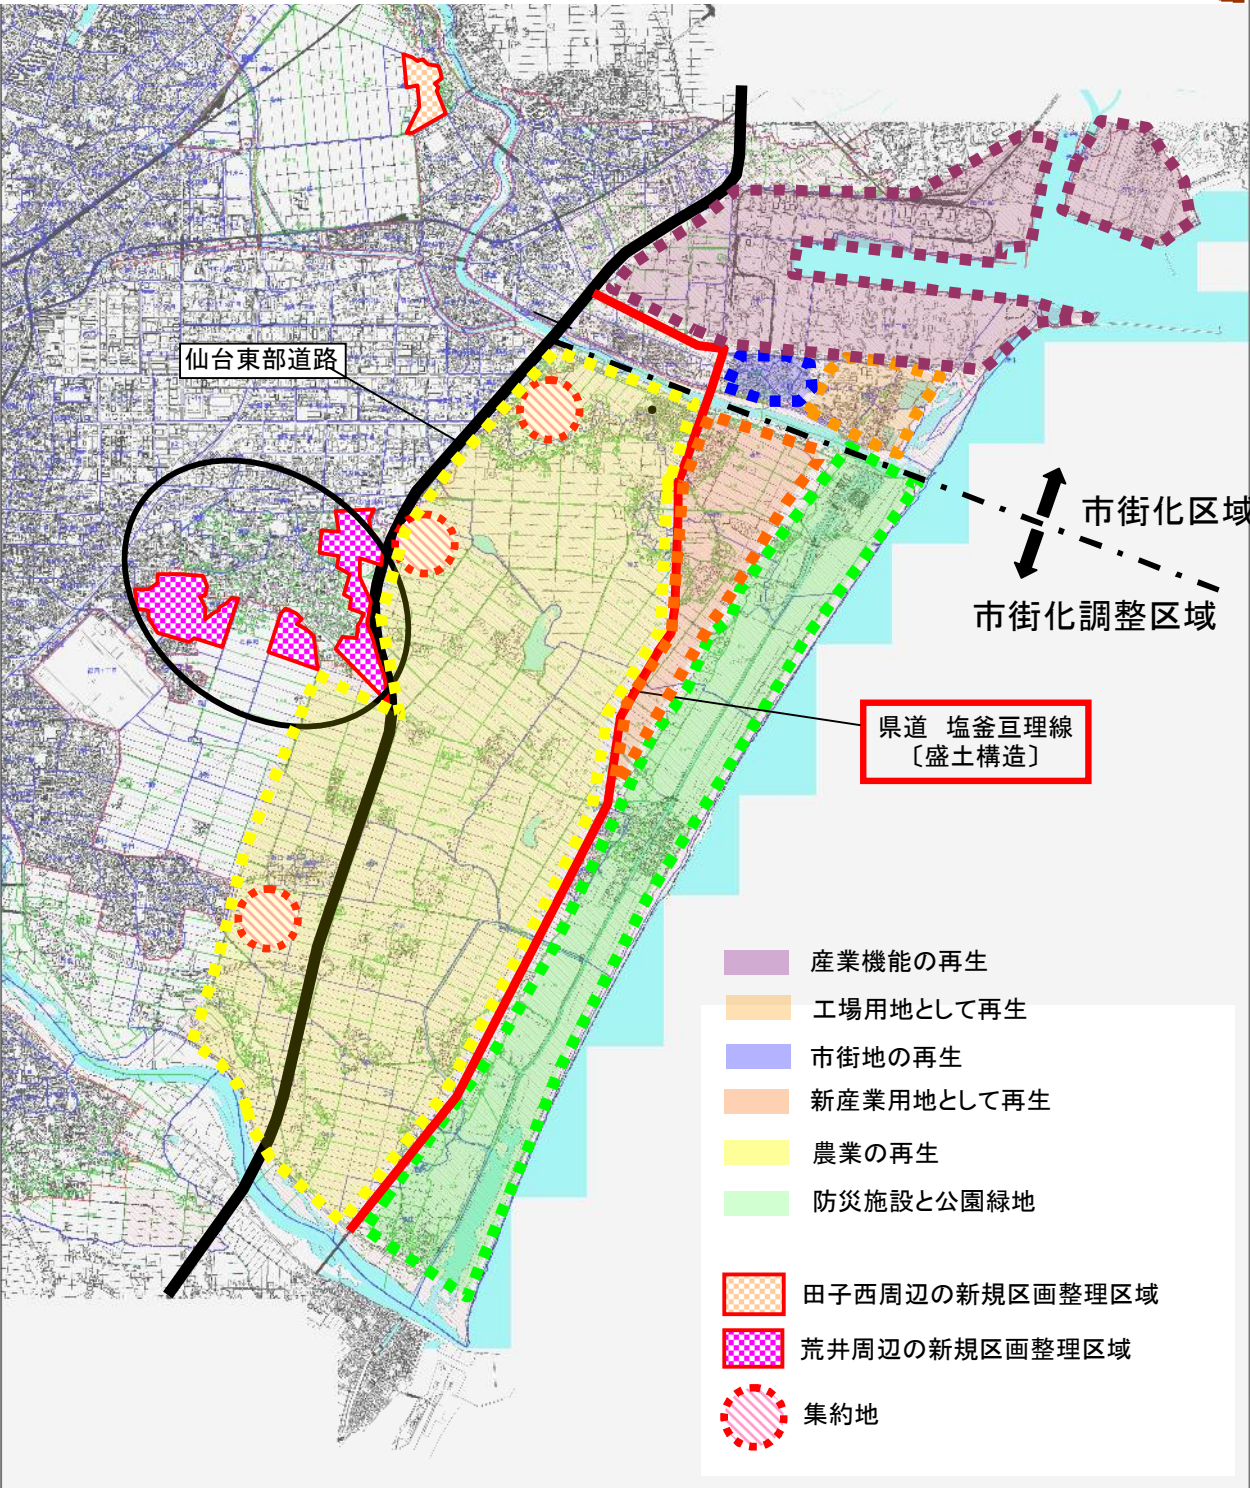 仙台東部道路
市街化区域
市街化調整区域
県道 塩釜亘理線
〔盛土構造〕
産業機能の再生
工場用地として再生
市街地の再生
新産業用地として再生
農業の再生
防災施設と公園緑地
田子西周辺の新規区画整理区域
荒井周辺の新規区画整理区域
集約地